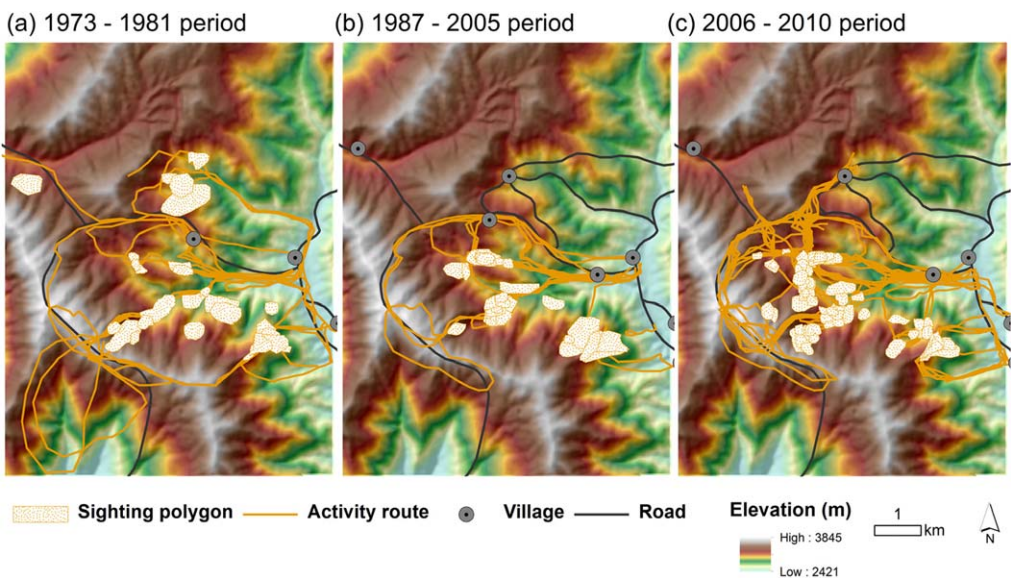 (a) 1973 - 1981 period (b) 1987 - 2005 period (c) 2006 - 2010 period
Sighting polygon Activity route Village Road Elevation (m) 1 km N
High : 3845
Low : 2421